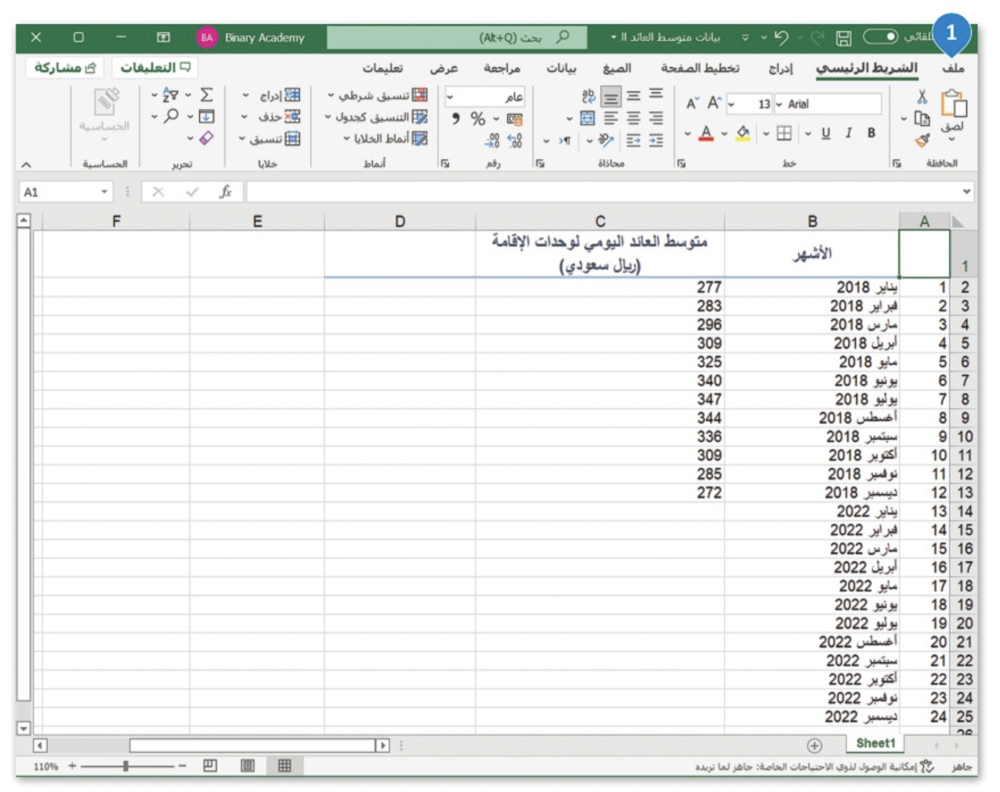 1
تلقائي بيانات متوسط العائد اا بحث (Alt+Q) Binary Academy BA
ملف الشريط الرئيسي إدراج تخطيط الصفحة الصيغ بيانات مراجعة عرض تعليمات التعليقات مشاركة
لصق Arial 13 عام تنسيق شرطي إدراج
التنسيق كجدول حذف الحساسية
B I U أنماط الخلايا تنسيق
الحافظة خط محاذاة رقم أنماط خلايا تحرير الحساسية
A1 fx
A B C D E F
1 الأشهر متوسط العائد اليومي لوحدات الإقامة
(ريال سعودي)
2 1 يناير 2018 277
3 2 فبراير 2018 283
4 3 مارس 2018 296
5 4 أبريل 2018 309
6 5 مايو 2018 325
7 6 يونيو 2018 340
8 7 يوليو 2018 347
9 8 أغسطس 2018 344
10 9 سبتمبر 2018 336
11 10 أكتوبر 2018 309
12 11 نوفمبر 2018 285
13 12 ديسمبر 2018 272
14 13 يناير 2022
15 14 فبراير 2022
16 15 مارس 2022
17 16 أبريل 2022
18 17 مايو 2022
19 18 يونيو 2022
20 19 يوليو 2022
21 20 أغسطس 2022
22 21 سبتمبر 2022
23 22 أكتوبر 2022
24 23 نوفمبر 2022
25 24 ديسمبر 2022
26
Sheet1
جاهز إمكانية الوصول لذوي الاحتياجات الخاصة: جاهز لما تريده 110%